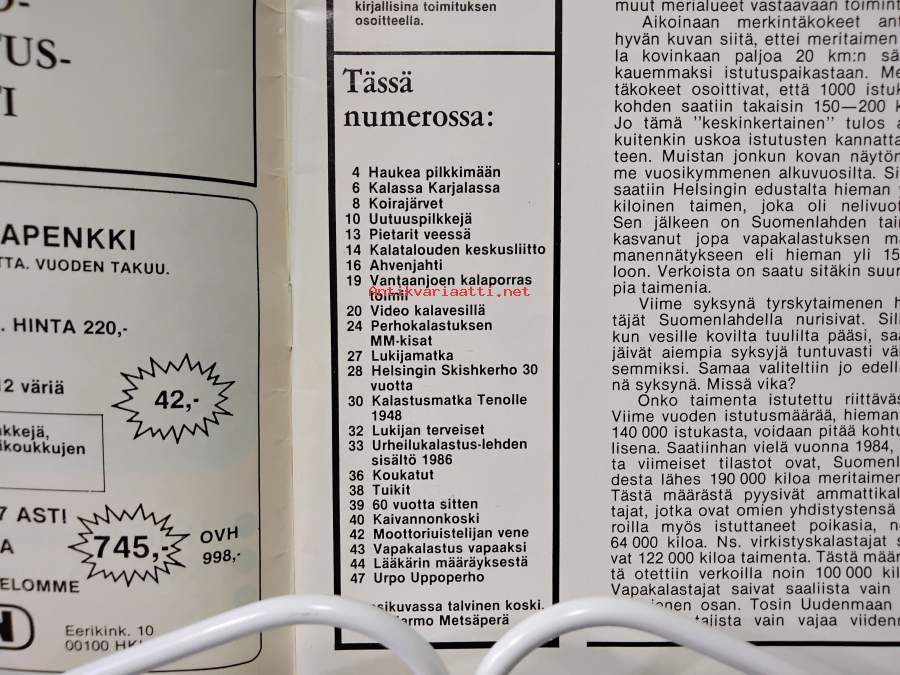 TUS-
APENKKI
TTA. VUODEN TAKUU.
. HINTA 220,-
12 väriä
42,-
kkejä,
ikoukkujen
7 ASTI
A
745,-
OVH
998,-
ELOMME
Eerikink. 10
00100
kirjallisina toimituksen
osoitteella.
Tässä
numerossa:
4 Haukea pilkkimään
6 Kalassa Karjalassa
8 Koirajärvet
10 Uutuuspilkkejä
13 Pietarit veessä
14 Kalatalouden keskusliitto
16 Ahvenjahti
19 Vantaanjoen kalaporras
toimii
Antikvariaatti.net
20 Video kalavesillä
24 Perhokalastuksen
MM-kisat
27 Lukijamatka
28 Helsingin Skishkerho 30
vuotta
30 Kalastusmatka Tenolle
1948
32 Lukijan terveiset
33 Urheilukalastus-lehden
sisältö 1986
36 Koukatut
38 Tuikit
39 60 vuotta sitten
40 Kaivannonkoski
42 Moottoriuistelijan vene
43 Vapakalastus vapaaksi
44 Lääkärin määräyksestä
47 Urpo Uppoperho
sikuvassa talvinen koski.
armo Metsäperä
muut merialueet vastaavaan toimint
Aikoinaan merkintäkokeet ant
hyvän kuvan siitä, ettei meritaimen
la kovinkaan paljoa 20 km:n sä
kauemmaksi istutuspaikastaan. Me
täkokeet osoittivat, että 1000 istuk
kohden saatiin takaisin 150—200 k
Jo tämä "keskinkertainen" tulos a
kuitenkin uskoa istutusten kannatta
teen. Muistan jonkun kovan näytön
me vuosikymmenen alkuvuosilta. Si
saatiin Helsingin edustalta hieman y
kiloinen taimen, joka oli nelivuot
Sen jälkeen on Suomenlahden tain
kasvanut jopa vapakalastuksen ma
manennätykseen eli hieman yli 15
loon. Verkoista on saatu sitäkin suur
pia taimenia.
Viime syksynä tyrskytaimenen h
täjät Suomenlahdella nurisivat. Sill
kun vesille kovilta tuulilta pääsi, saa
jäivät aiempia syksyjä tuntuvasti vä
semmiksi. Samaa valiteltiin jo edell
nä syksynä. Missä vika?
Onko taimenta istutettu riittäväs
Viime vuoden istutusmäärää, hieman
140 000 istukasta, voidaan pitää kohtu
lisena. Saatiinhan vielä vuonna 1984,
ta viimeiset tilastot ovat, Suomenl
desta lähes 190 000 kiloa meritaimen
Tästä määrästä pyysivät ammattikal
tajat, jotka ovat omien yhdistystensä
roilla myös istuttaneet poikasia, n
64 000 kiloa. Ns. virkistyskalastajat s
vat 122 000 kiloa taimenta. Tästä määr
tä otettiin verkoilla noin 100 000 kil
Vapakalastajat saivat saaliista vain
nen osan. Tosin Uudenmaan
tajista vain vajaa viidenn